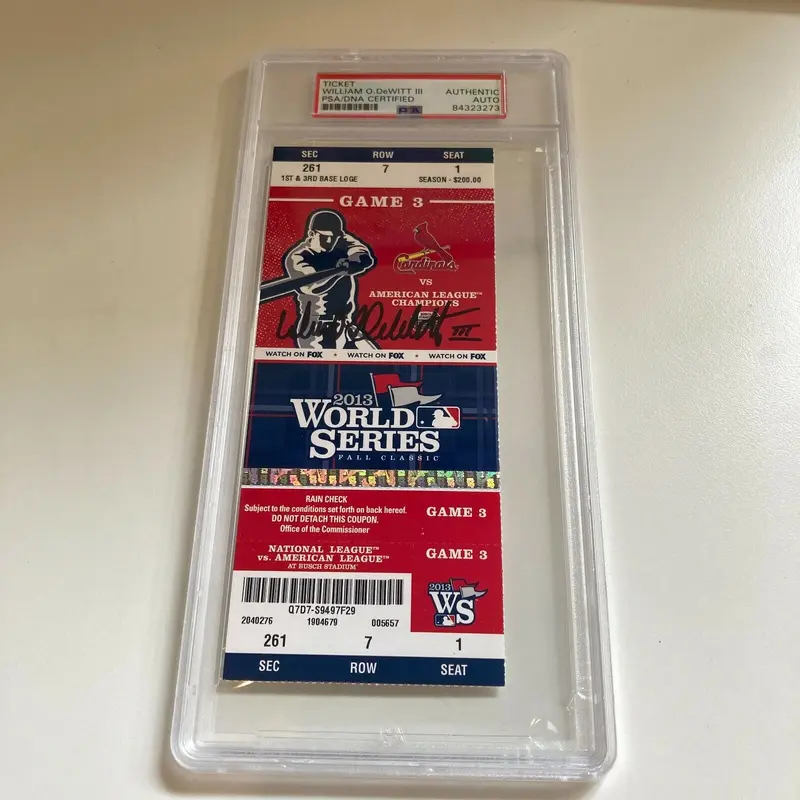 TICKET
WILLIAM O.DeWITT III
PSA/DNA CERTIFIED
AUTHENTIC
AUTO
84323273
SEC ROW SEAT
261 7 1
1ST & 3RD BASE LOGE SEASON - $200.00
GAME 3
Cardinals
VS
AMERICAN LEAGUE™
CHAMPIONS
III
WATCH ON FOX • WATCH ON FOX • WATCH ON FOX
2013
WORLD
SERIES
FALL CLASSIC
RAIN CHECK
Subject to the conditions set forth on back hereof.
DO NOT DETACH THIS COUPON.
Office of the Commissioner
GAME 3
NATIONAL LEAGUE™
vs. AMERICAN LEAGUE™
AT BUSCH STADIUM
GAME 3
Q7D7-S9497F29
2040276 1904679 005657
2013
WS
261 7 1
SEC ROW SEAT